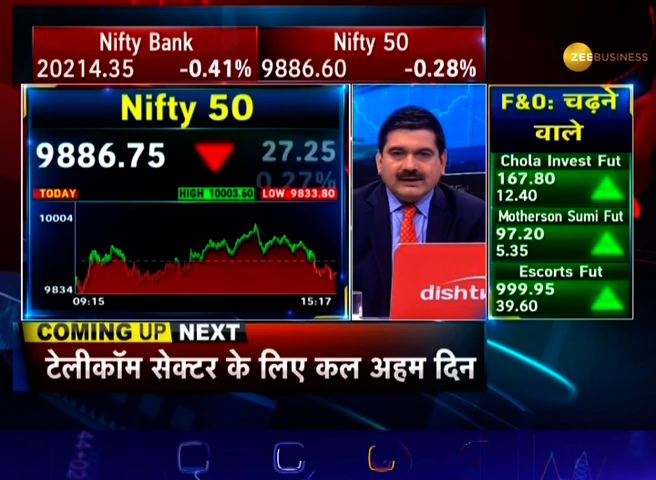 Nifty Bank
20214.35 -0.41%
Nifty 50
9886.60 -0.28%
ZEEBUSINESS
Nifty 50
9886.75 27.25
0.27%
TODAY HIGH 10003.60 LOW 9833.80
10004
9834
09:15 15:17
disht
F&O: चढ़ने
वाले
Chola Invest Fut
167.80
12.40
Motherson Sumi Fut
97.20
5.35
Escorts Fut
999.95
39.60
COMING UP NEXT
टेलीकॉम सेक्टर के लिए कल अहम दिन